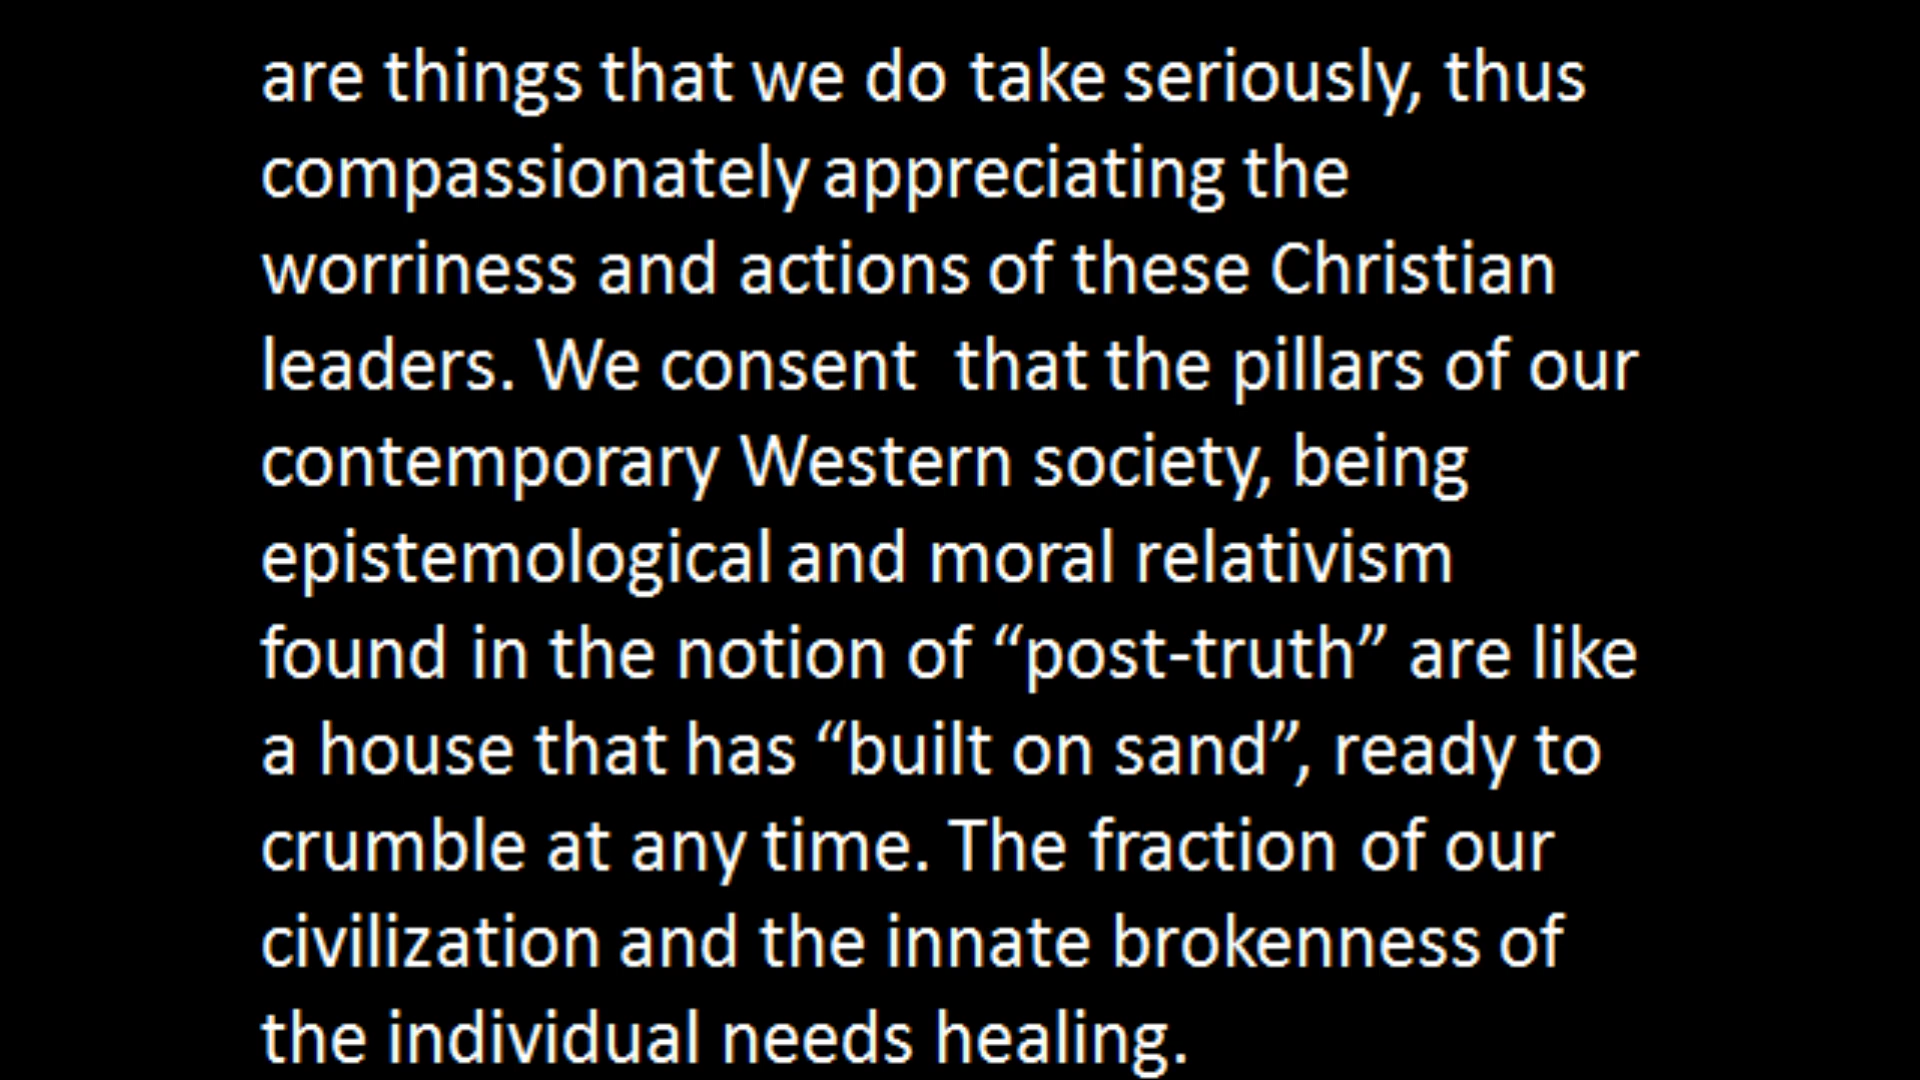 are things that we do take seriously, thus
compassionately appreciating the
worriness and actions of these Christian
leaders. We consent  that the pillars of our
contemporary Western society, being
epistemological and moral relativism
found in the notion of “post-truth” are like
a house that has “built on sand”, ready to
crumble at any time. The fraction of our
civilization and the innate brokenness of
the individual needs healing.